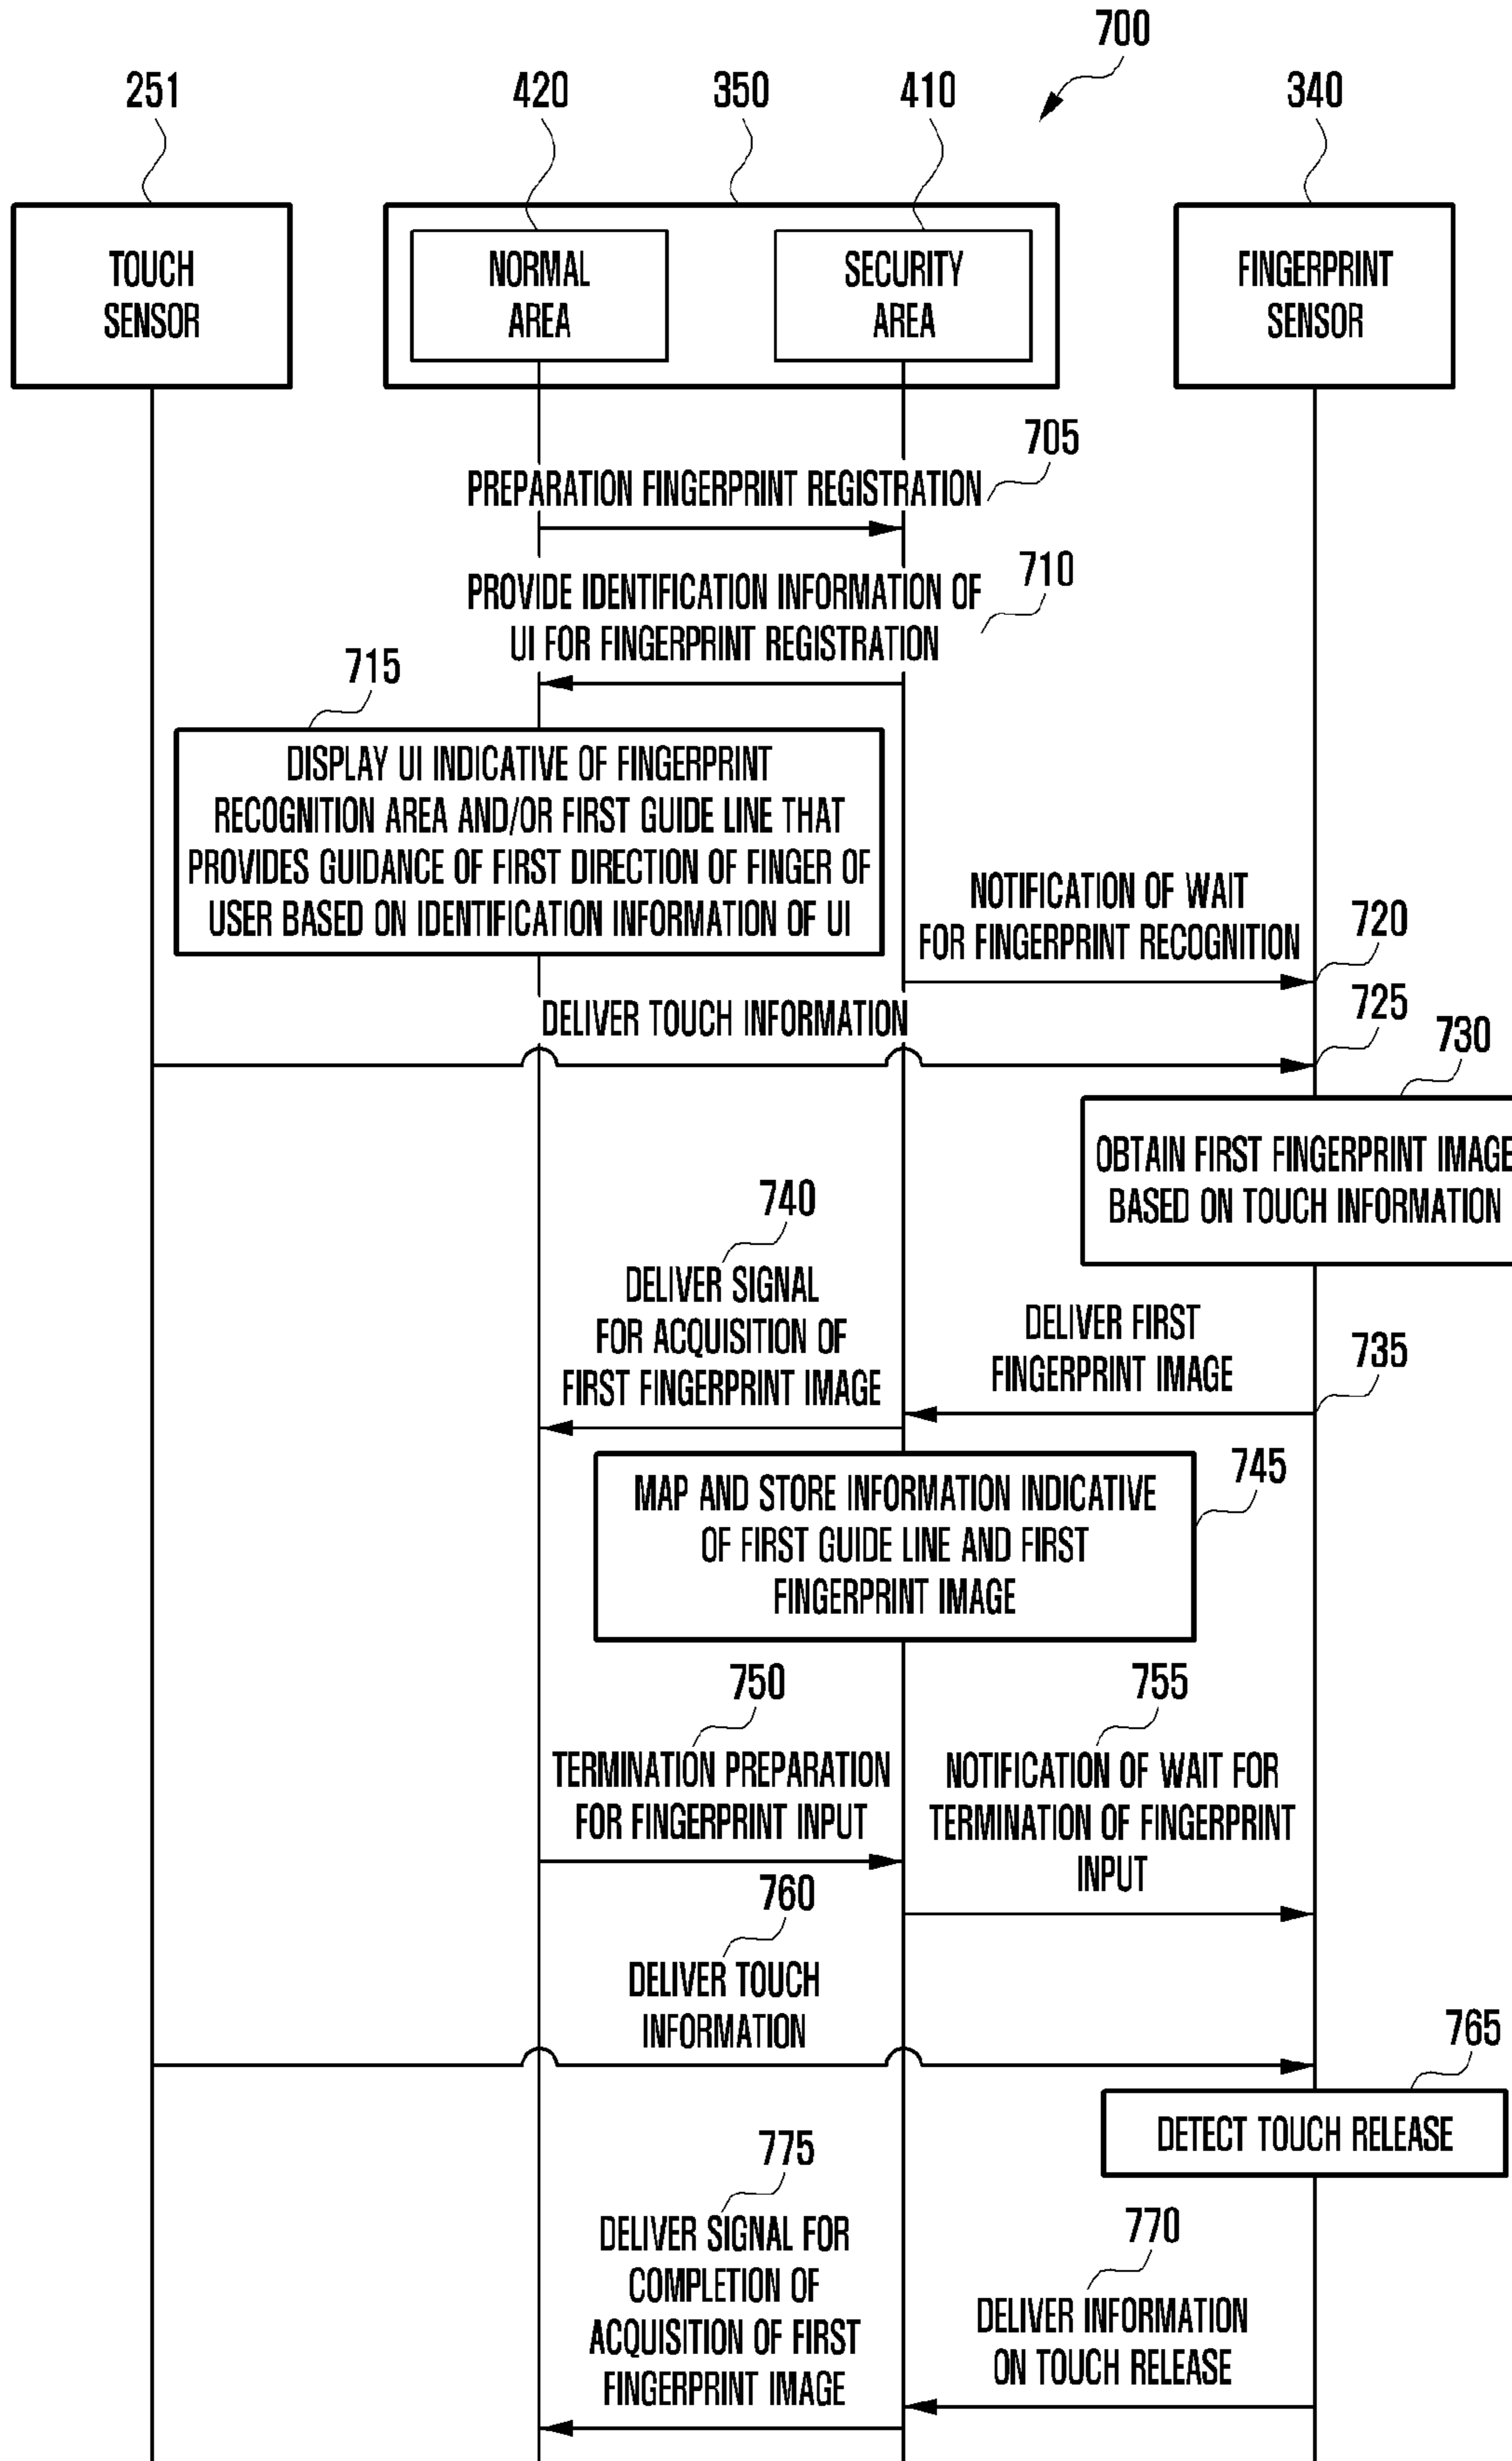 700
251
420
350
410
340
TOUCH
SENSOR
NORMAL
AREA
SECURITY
AREA
FINGERPRINT
SENSOR
705
PREPARATION FINGERPRINT REGISTRATION
710
PROVIDE IDENTIFICATION INFORMATION OF
UI FOR FINGERPRINT REGISTRATION
715
DISPLAY UI INDICATIVE OF FINGERPRINT
RECOGNITION AREA AND/OR FIRST GUIDE LINE THAT
PROVIDES GUIDANCE OF FIRST DIRECTION OF FINGER OF
USER BASED ON IDENTIFICATION INFORMATION OF UI
NOTIFICATION OF WAIT
FOR FINGERPRINT RECOGNITION
720
DELIVER TOUCH INFORMATION
725
730
OBTAIN FIRST FINGERPRINT IMAGE
BASED ON TOUCH INFORMATION
740
DELIVER SIGNAL
FOR ACQUISITION OF
FIRST FINGERPRINT IMAGE
DELIVER FIRST
FINGERPRINT IMAGE
735
745
MAP AND STORE INFORMATION INDICATIVE
OF FIRST GUIDE LINE AND FIRST
FINGERPRINT IMAGE
750
TERMINATION PREPARATION
FOR FINGERPRINT INPUT
755
NOTIFICATION OF WAIT FOR
TERMINATION OF FINGERPRINT
INPUT
760
DELIVER TOUCH
INFORMATION
765
DETECT TOUCH RELEASE
775
DELIVER SIGNAL FOR
COMPLETION OF
ACQUISITION OF FIRST
FINGERPRINT IMAGE
770
DELIVER INFORMATION
ON TOUCH RELEASE